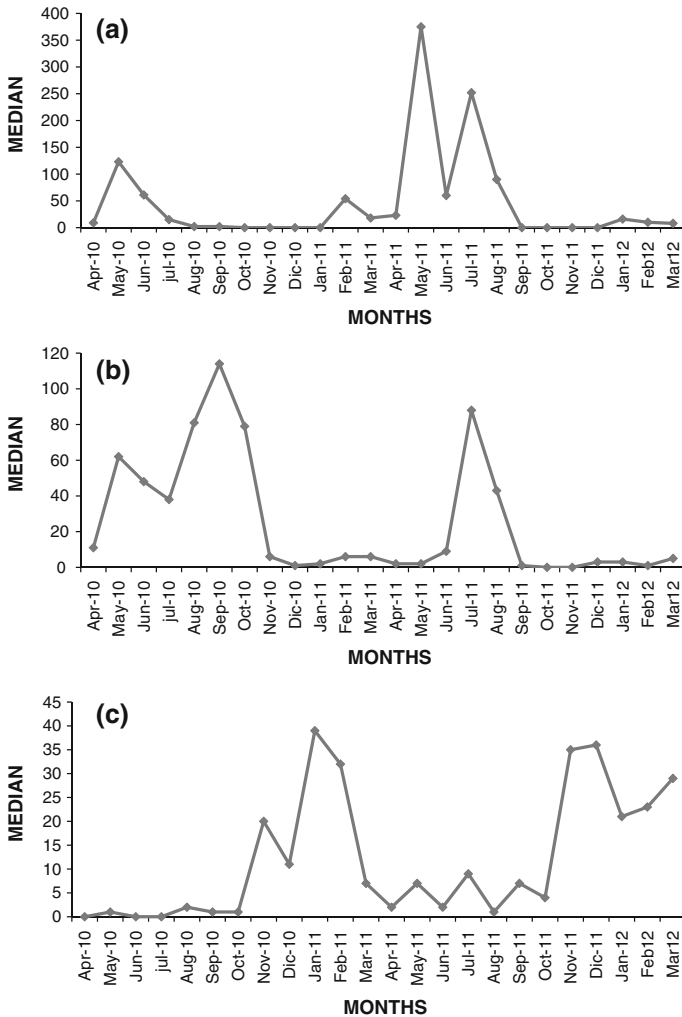 (a)
400
350
300
250
200
150
100
50
0
MEDIAN
Apr-10
May-10
Jun-10
jul-10
Aug-10
Sep-10
Oct-10
Nov-10
Dic-10
Jan-11
Feb-11
Mar-11
Apr-11
May-11
Jun-11
Jul-11
Aug-11
Sep-11
Oct-11
Nov-11
Dic-11
Jan-12
Feb12
Mar12
MONTHS
(b)
120
100
80
60
40
20
0
MEDIAN
Apr-10
May-10
Jun-10
jul-10
Aug-10
Sep-10
Oct-10
Nov-10
Dic-10
Jan-11
Feb-11
Mar-11
Apr-11
May-11
Jun-11
Jul-11
Aug-11
Sep-11
Oct-11
Nov-11
Dic-11
Jan-12
Feb12
Mar12
MONTHS
(c)
45
40
35
30
25
20
15
10
5
0
MEDIAN
Apr-10
May-10
Jun-10
jul-10
Aug-10
Sep-10
Oct-10
Nov-10
Dic-10
Jan-11
Feb-11
Mar-11
Apr-11
May-11
Jun-11
Jul-11
Aug-11
Sep-11
Oct-11
Nov-11
Dic-11
Jan-12
Feb12
Mar12
MONTHS